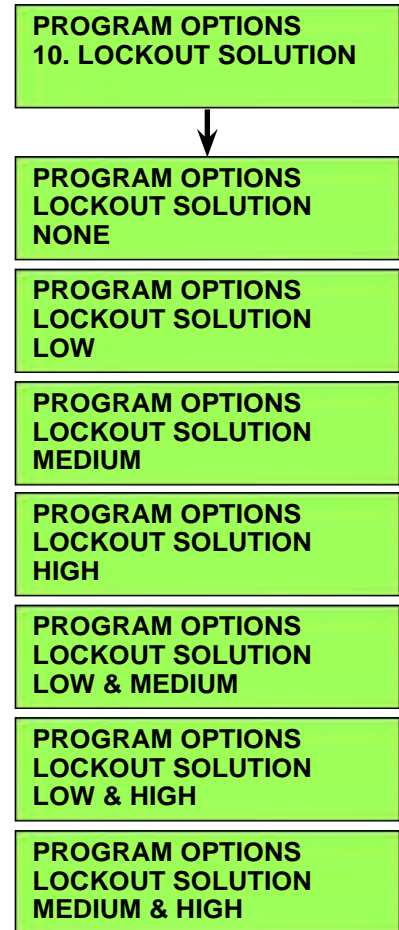 PROGRAM OPTIONS
10. LOCKOUT SOLUTION
PROGRAM OPTIONS
LOCKOUT SOLUTION
NONE
PROGRAM OPTIONS
LOCKOUT SOLUTION
LOW
PROGRAM OPTIONS
LOCKOUT SOLUTION
MEDIUM
PROGRAM OPTIONS
LOCKOUT SOLUTION
HIGH
PROGRAM OPTIONS
LOCKOUT SOLUTION
LOW & MEDIUM
PROGRAM OPTIONS
LOCKOUT SOLUTION
LOW & HIGH
PROGRAM OPTIONS
LOCKOUT SOLUTION
MEDIUM & HIGH